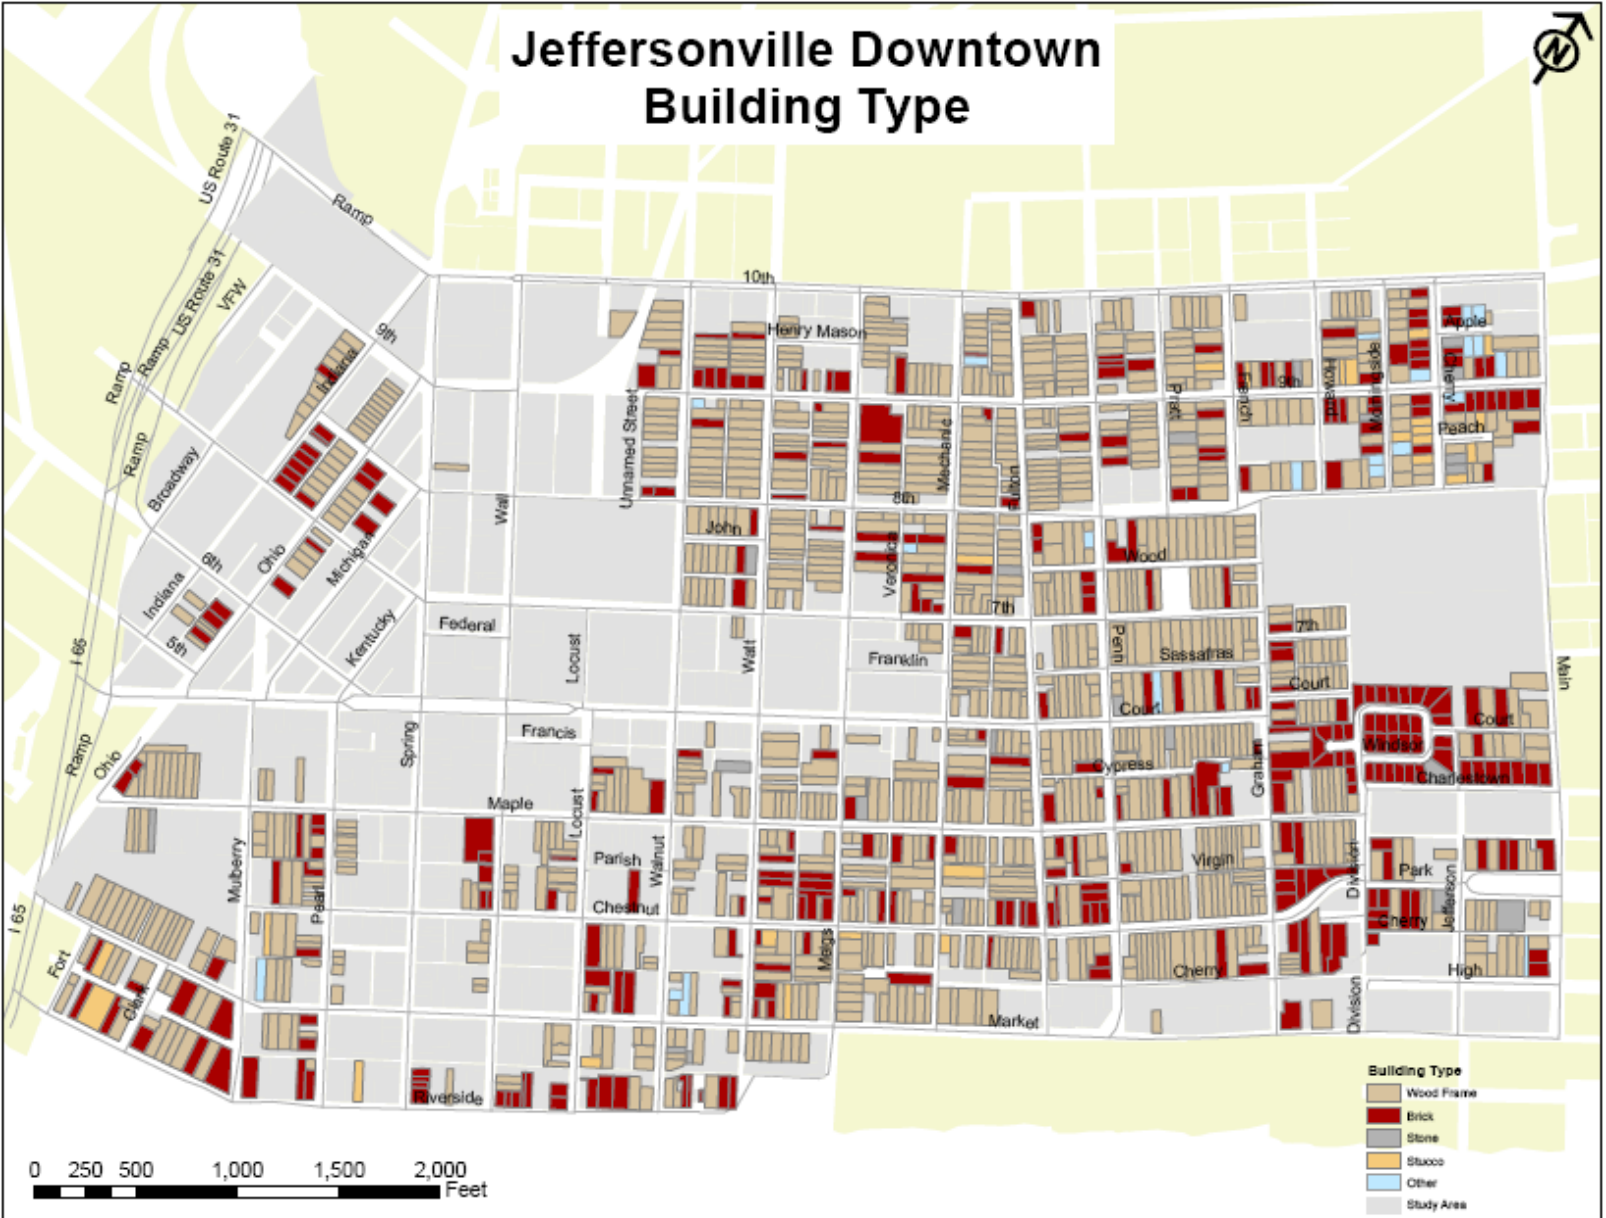 Jeffersonville Downtown
Building Type
N
US Route 31
Ramp
US Route 31
VFW
10th
Henry Mason
Apple
9th
Indiana
Ramp
Ramp
Ramp
Broadway
Unnamed Street
Mechanic
Fulton
Pratt
French
9th
Howard
Morningside
Cherry
Peach
Wall
8th
John
Veronica
Wood
6th
Ohio
Michigan
Indiana
5th
Kentucky
Federal
Locust
Watt
Franklin
7th
Penn
Sassafras
7th
Court
Court
Main
I 65
Ramp
Ohio
Spring
Francis
Court
Windsor
Charlestown
Cypress
Graham
Maple
Locust
Mulberry
Pearl
Parish
Walnut
Chestnut
Virgin
Division
Park
Jefferson
Cherry
I 65
Fort
Clark
Meigs
Cherry
High
Market
Division
Riverside
Building Type
Wood Frame
Brick
Stone
Stucco
Other
Study Area
0 250 500 1,000 1,500 2,000
Feet